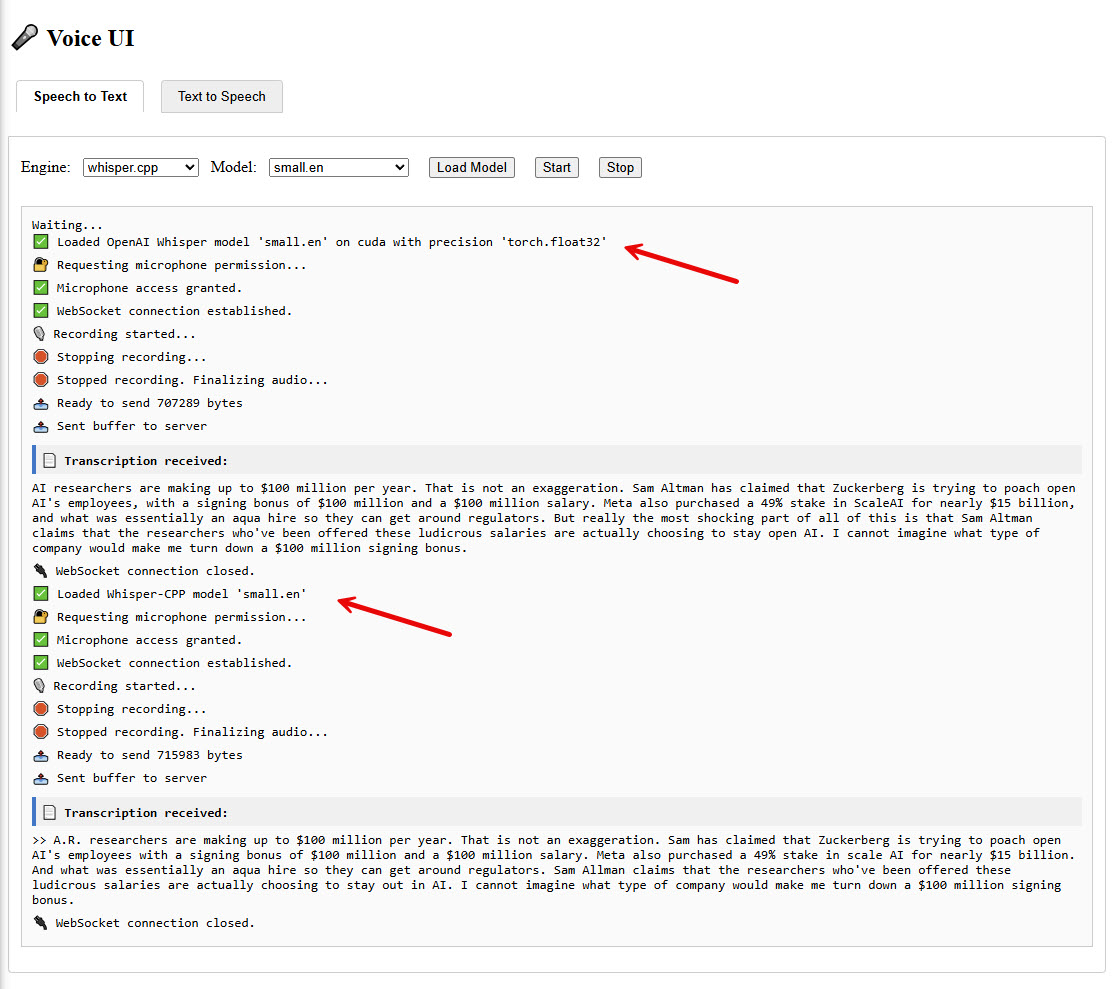 Voice UI
Speech to Text
Text to Speech
Engine: whisper.cpp Model: small.en Load Model Start Stop
Waiting...
Loaded OpenAI Whisper model 'small.en' on cuda with precision 'torch.float32'
Requesting microphone permission...
Microphone access granted.
WebSocket connection established.
Recording started...
Stopping recording...
Stopped recording. Finalizing audio...
Ready to send 707289 bytes
Sent buffer to server
Transcription received:
AI researchers are making up to $100 million per year. That is not an exaggeration. Sam Altman has claimed that Zuckerberg is trying to poach open
AI's employees, with a signing bonus of $100 million and a $100 million salary. Meta also purchased a 49% stake in ScaleAI for nearly $15 billion,
and what was essentially an aqua hire so they can get around regulators. But really the most shocking part of all of this is that Sam Altman
claims that the researchers who've been offered these ludicrous salaries are actually choosing to stay open AI. I cannot imagine what type of
company would make me turn down a $100 million signing bonus.
WebSocket connection closed.
Loaded Whisper-CPP model 'small.en'
Requesting microphone permission...
Microphone access granted.
WebSocket connection established.
Recording started...
Stopping recording...
Stopped recording. Finalizing audio...
Ready to send 715983 bytes
Sent buffer to server
Transcription received:
>> A.R. researchers are making up to $100 million per year. That is not an exaggeration. Sam has claimed that Zuckerberg is trying to poach open
AI's employees with a signing bonus of $100 million and a $100 million salary. Meta also purchased a 49% stake in scale AI for nearly $15 billion.
And what was essentially an aqua hire so they can get around regulators. Sam Allman claims that the researchers who've been offered these
ludicrous salaries are actually choosing to stay out in AI. I cannot imagine what type of company would make me turn down a $100 million signing
bonus.
WebSocket connection closed.